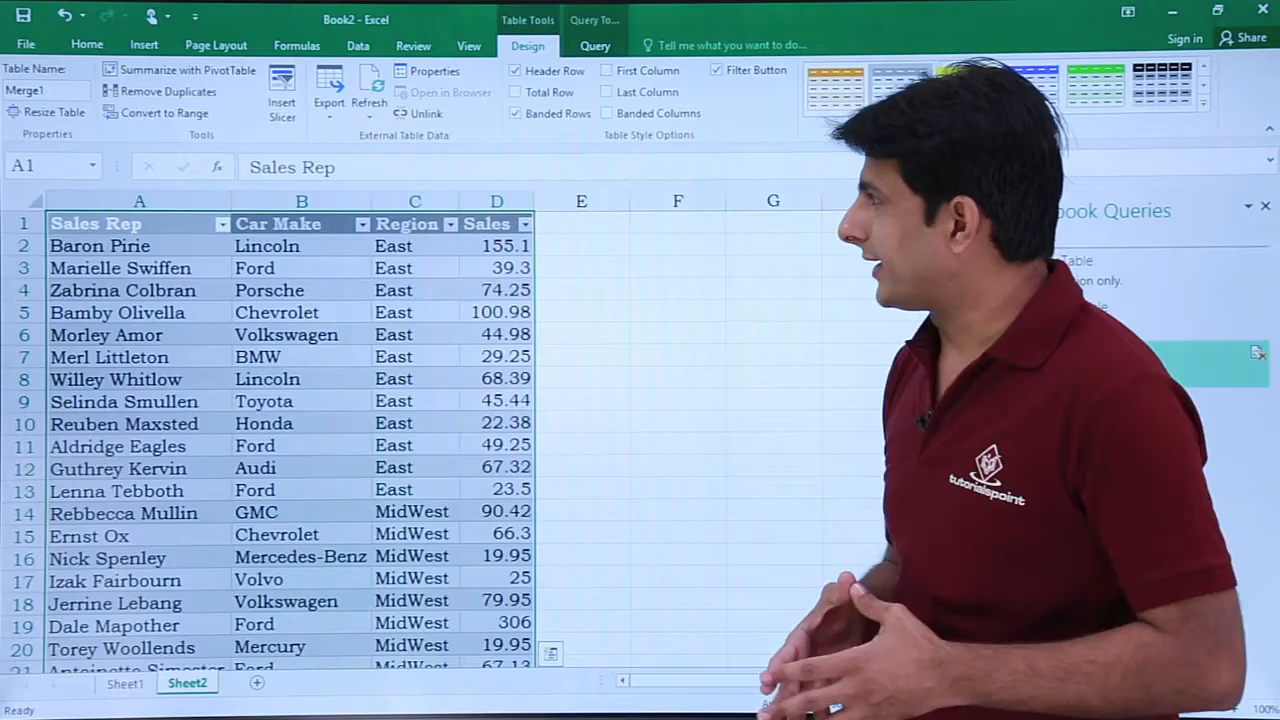 Book2 - Excel
Table Tools
Query To...
File
Home
Insert
Page Layout
Formulas
Data
Review
View
Design
Query
Tell me what you want to do...
Sign in
Share
Table Name:
Merge1
Resize Table
Properties
Summarize with PivotTable
Remove Duplicates
Convert to Range
Tools
Insert
Slicer
Export
Refresh
Properties
Open in Browser
Unlink
External Table Data
Header Row
Total Row
Banded Rows
First Column
Last Column
Banded Columns
Filter Button
Table Style Options
A1
fx
Sales Rep
A B C D E F G
1 Sales Rep Car Make Region Sales
2 Baron Pirie Lincoln East 155.1
3 Marielle Swiffen Ford East 39.3
4 Zabrina Colbran Porsche East 74.25
5 Bamby Olivella Chevrolet East 100.98
6 Morley Amor Volkswagen East 44.98
7 Merl Littleton BMW East 29.25
8 Willey Whitlow Lincoln East 68.39
9 Selinda Smullen Toyota East 45.44
10 Reuben Maxsted Honda East 22.38
11 Aldridge Eagles Ford East 49.25
12 Guthrey Kervin Audi East 67.32
13 Lenna Tebboth Ford East 23.5
14 Rebbecca Mullin GMC MidWest 90.42
15 Ernst Ox Chevrolet MidWest 66.3
16 Nick Spenley Mercedes-Benz MidWest 19.95
17 Izak Fairbourn Volvo MidWest 25
18 Jerrine Lebang Volkswagen MidWest 79.95
19 Dale Mapother Ford MidWest 306
20 Torey Woollends Mercury MidWest 19.95
21 Antoinette Simester Ford 67.13
ook Queries
Table
ion only.
tutorialspoint
Sheet1
Sheet2
Ready
100%